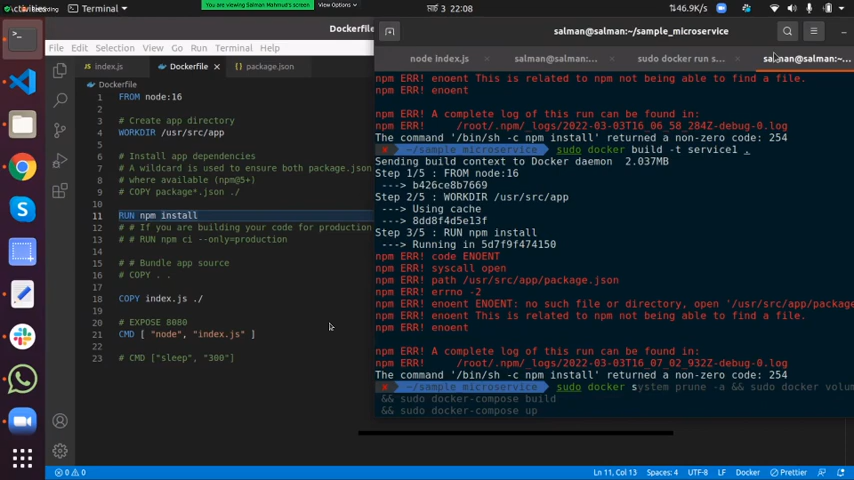 Activities
Terminal
You are viewing Salman Mahmud's screen
View Options
মার্চ 3 22:08
46.9K/s
Dockerfile
File Edit Selection View Go Run Terminal Help
index.js
Dockerfile
package.json
Dockerfile
1 FROM node:16
2
3 # Create app directory
4 WORKDIR /usr/src/app
5
6 # Install app dependencies
7 # A wildcard is used to ensure both package.json
8 # where available (npm@5+)
9 # COPY package*.json ./
10
11 RUN npm install
12 # # If you are building your code for production
13 # # RUN npm ci --only=production
14
15 # # Bundle app source
16 # COPY . .
17
18 COPY index.js ./
19
20 # EXPOSE 8080
21 CMD [ "node", "index.js" ]
22
23 # CMD ["sleep", "300"]
salman@salman:~/sample_microservice
node index.js
salman@salman:...
sudo docker run s...
salman@salman:~...
npm ERR! enoent This is related to npm not being able to find a file.
npm ERR! enoent
npm ERR! A complete log of this run can be found in:
npm ERR!     /root/.npm/_logs/2022-03-03T16_06_58_284Z-debug-0.log
The command '/bin/sh -c npm install' returned a non-zero code: 254
~/sample_microservice sudo docker build -t service1 .
Sending build context to Docker daemon  2.037MB
Step 1/5 : FROM node:16
---> b426ce8b7669
Step 2/5 : WORKDIR /usr/src/app
---> Using cache
---> 8dd8f4d5e13f
Step 3/5 : RUN npm install
---> Running in 5d7f9f474150
npm ERR! code ENOENT
npm ERR! syscall open
npm ERR! path /usr/src/app/package.json
npm ERR! errno -2
npm ERR! enoent ENOENT: no such file or directory, open '/usr/src/app/package
npm ERR! enoent This is related to npm not being able to find a file.
npm ERR! enoent
npm ERR! A complete log of this run can be found in:
npm ERR!     /root/.npm/_logs/2022-03-03T16_07_02_932Z-debug-0.log
The command '/bin/sh -c npm install' returned a non-zero code: 254
~/sample_microservice sudo docker system prune -a && sudo docker volum
&& sudo docker-compose build
&& sudo docker-compose up
0 0
Ln 11, Col 13
Spaces: 4
UTF-8
LF
Docker
Prettier